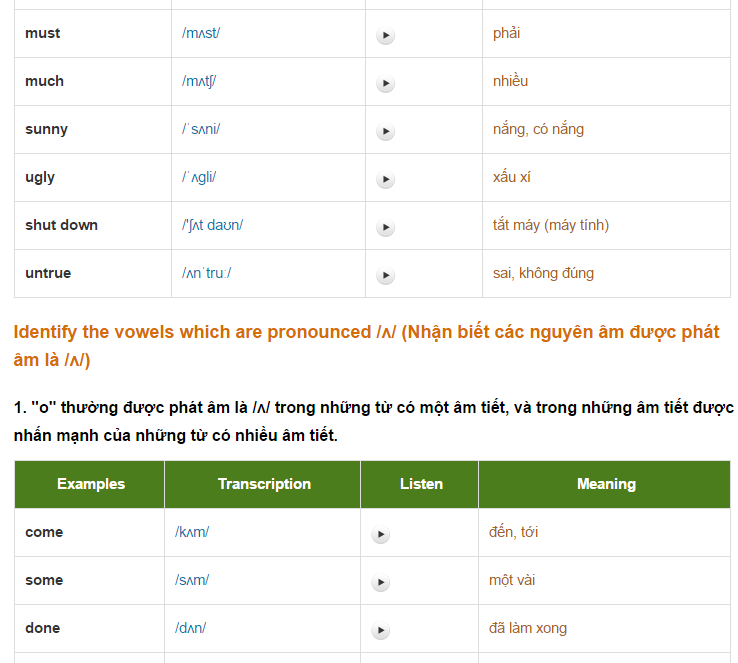 must /mʌst/ phải
much /mʌtʃ/ nhiều
sunny /ˈsʌni/ nắng, có nắng
ugly /ˈʌgli/ xấu xí
shut down /'ʃʌt daʊn/ tắt máy (máy tính)
untrue /ʌnˈtruː/ sai, không đúng
Identify the vowels which are pronounced /ʌ/ (Nhận biết các nguyên âm được phát
âm là /ʌ/)
1. "o" thường được phát âm là /ʌ/ trong những từ có một âm tiết, và trong những âm tiết được
nhấn mạnh của những từ có nhiều âm tiết.
Examples Transcription Listen Meaning
come /kʌm/ đến, tới
some /sʌm/ một vài
done /dʌn/ đã làm xong